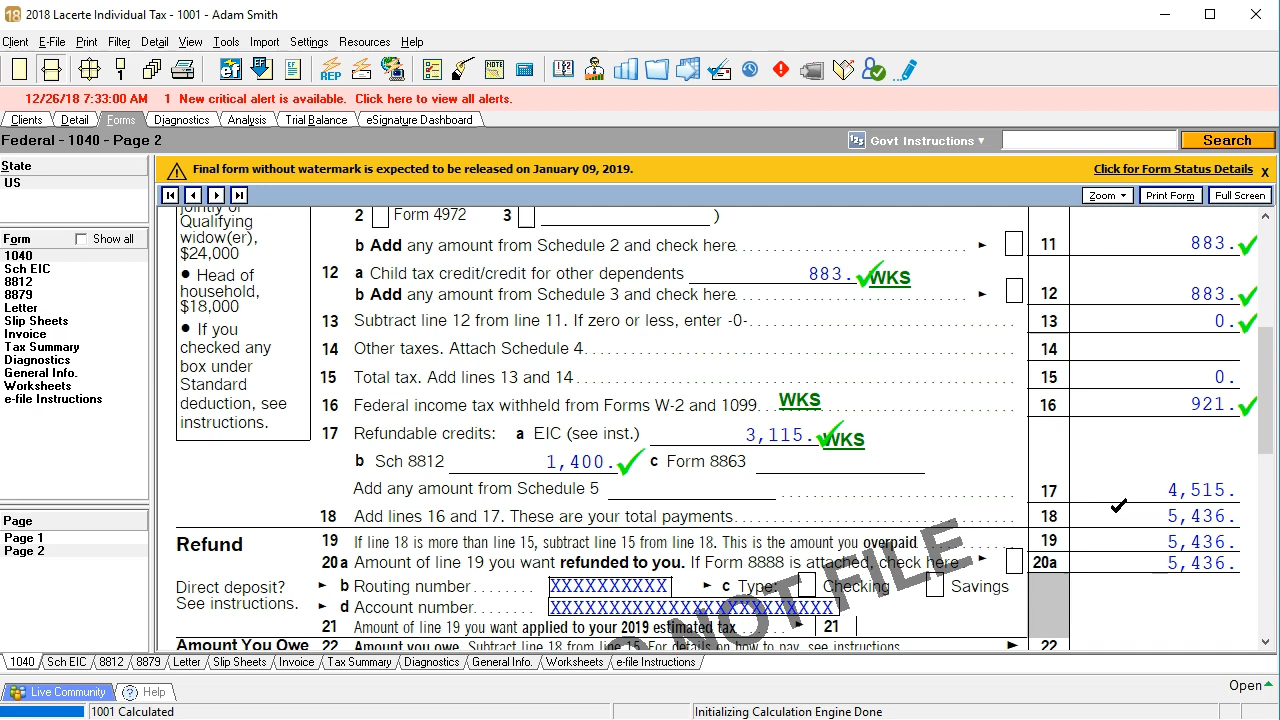 18 2018 Lacerte Individual Tax - 1001 - Adam Smith
Client E-File Print Filter Detail View Tools Import Settings Resources Help
ef REP NOTE
12/26/18 7:33:00 AM 1 New critical alert is available. Click here to view all alerts.
Clients Detail Forms Diagnostics Analysis Trial Balance eSignature Dashboard
Federal - 1040 - Page 2 123 Govt Instructions Search
State
US
Form Show all
1040
Sch EIC
8812
8879
Letter
Slip Sheets
Invoice
Tax Summary
Diagnostics
General Info.
Worksheets
e-file Instructions
Page
Page 1
Page 2
Final form without watermark is expected to be released on January 09, 2019. Click for Form Status Details x
Zoom Print Form Full Screen
jointly or
Qualifying
widow(er),
$24,000
● Head of
household,
$18,000
● If you
checked any
box under
Standard
deduction, see
instructions.
2 Form 4972 3 )
b Add any amount from Schedule 2 and check here 11 883.
12 a Child tax credit/credit for other dependents 883. WKS
b Add any amount from Schedule 3 and check here 12 883.
13 Subtract line 12 from line 11. If zero or less, enter -0- 13 0.
14 Other taxes. Attach Schedule 4 14
15 Total tax. Add lines 13 and 14 15 0.
16 Federal income tax withheld from Forms W-2 and 1099 WKS 16 921.
17 Refundable credits: a EIC (see inst.) 3,115. WKS
b Sch 8812 1,400. c Form 8863
Add any amount from Schedule 5 17 4,515.
18 Add lines 16 and 17. These are your total payments 18 5,436.
Refund 19 If line 18 is more than line 15, subtract line 15 from line 18. This is the amount you overpaid 19 5,436.
20a Amount of line 19 you want refunded to you. If Form 8888 is attached, check here 20a 5,436.
Direct deposit? b Routing number XXXXXXXXXX c Type: Checking Savings
See instructions. d Account number XXXXXXXXXXXXXXXXXXXXXXXX
21 Amount of line 19 you want applied to your 2019 estimated tax 21
Amount You Owe 22 Amount you owe. Subtract line 18 from line 15. For details on how to pay, see instructions 22
NOT FILE
1040 Sch EIC 8812 8879 Letter Slip Sheets Invoice Tax Summary Diagnostics General Info. Worksheets e-file Instructions
Live Community ? Help Open
1001 Calculated Initializing Calculation Engine Done